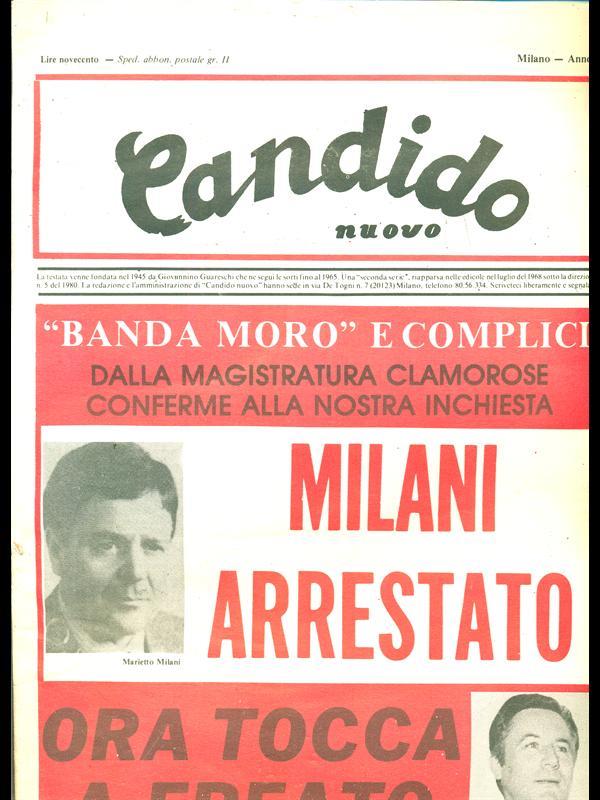 Lire novecento — Sped. abbon. postale gr. II
Milano — Anno
Candido
nuovo
La testata venne fondata nel 1945 da Giovannino Guareschi che ne seguì le sorti fino al 1965. Una "seconda serie", riapparsa nelle edicole nel luglio del 1968 sotto la direzio
n. 5 del 1980. La redazione e l'amministrazione di "Candido nuovo" hanno sede in via De Togni n. 7 (20123) Milano, telefono 80.56.334. Scriveteci liberamente e segnala
"BANDA MORO" E COMPLICI
DALLA MAGISTRATURA CLAMOROSE
CONFERME ALLA NOSTRA INCHIESTA
MILANI
ARRESTATO
Marietto Milani
ORA TOCCA
A FREATO